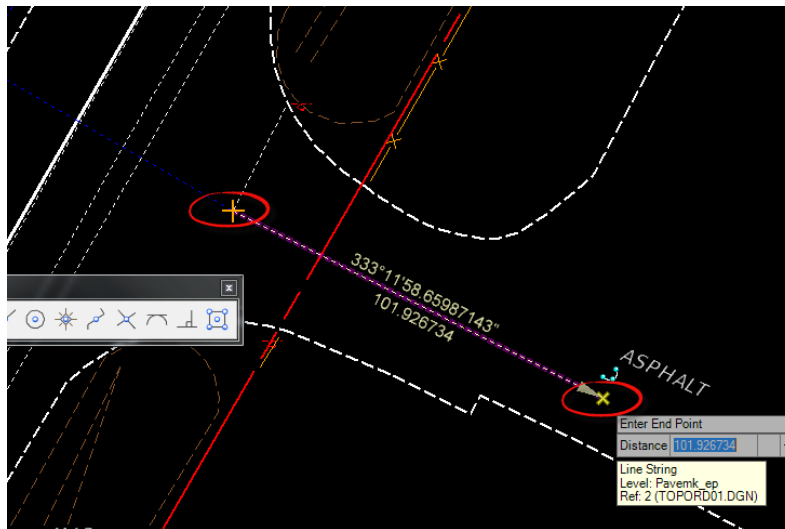 333°11'58.65987143"
101.926734
ASPHALT
Enter End Point
Distance 101.926734
Line String
Level: Pavemk_ep
Ref: 2 (TOPORD01.DGN)